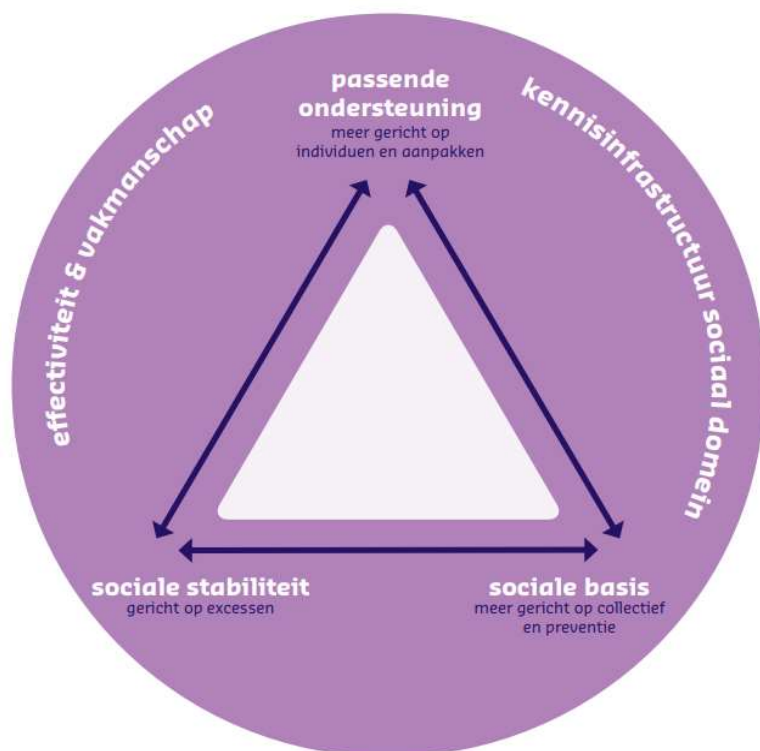 passende
ondersteuning
meer gericht op
individuen en aanpakken
effectiviteit & vakmanschap
kennisinfrastructuur sociaal domein
sociale stabiliteit
gericht op excessen
sociale basis
meer gericht op collectief
en preventie